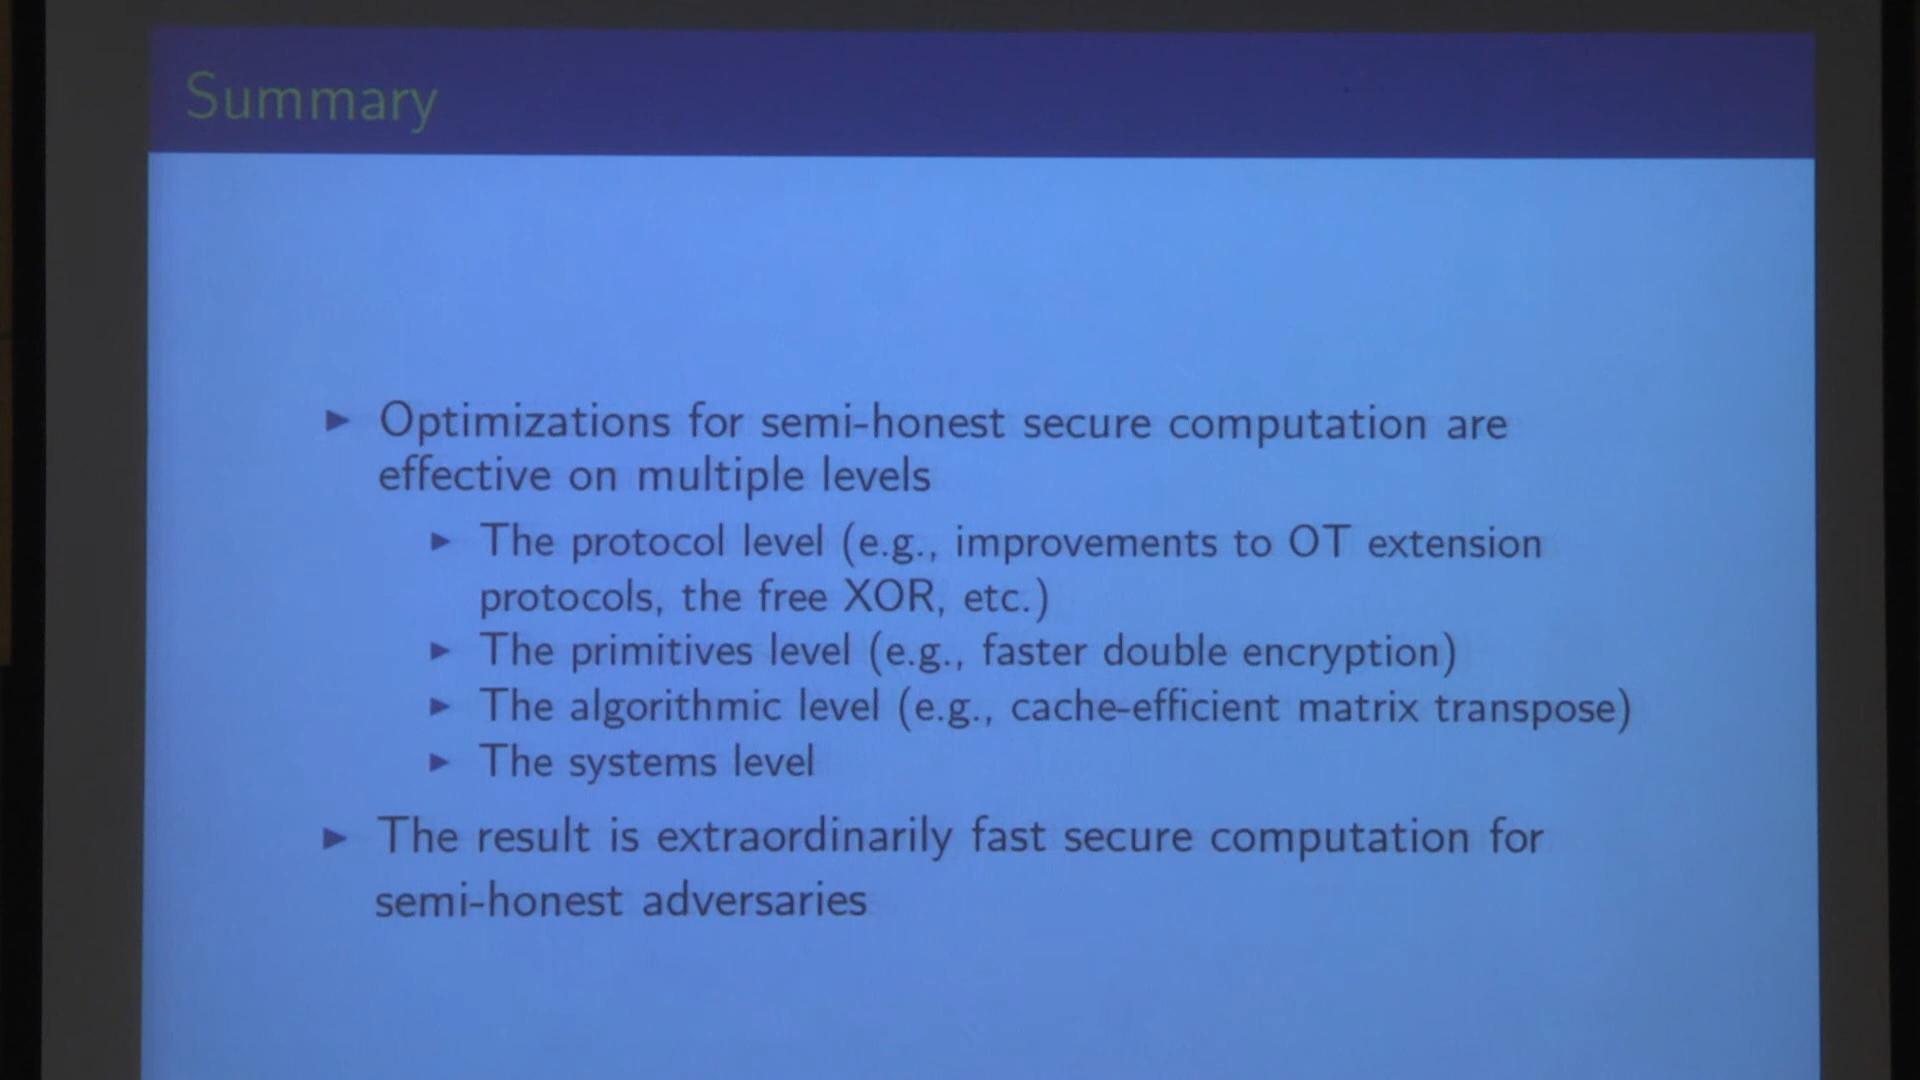 Summary
► Optimizations for semi-honest secure computation are
effective on multiple levels
► The protocol level (e.g., improvements to OT extension
protocols, the free XOR, etc.)
► The primitives level (e.g., faster double encryption)
► The algorithmic level (e.g., cache-efficient matrix transpose)
► The systems level
► The result is extraordinarily fast secure computation for
semi-honest adversaries